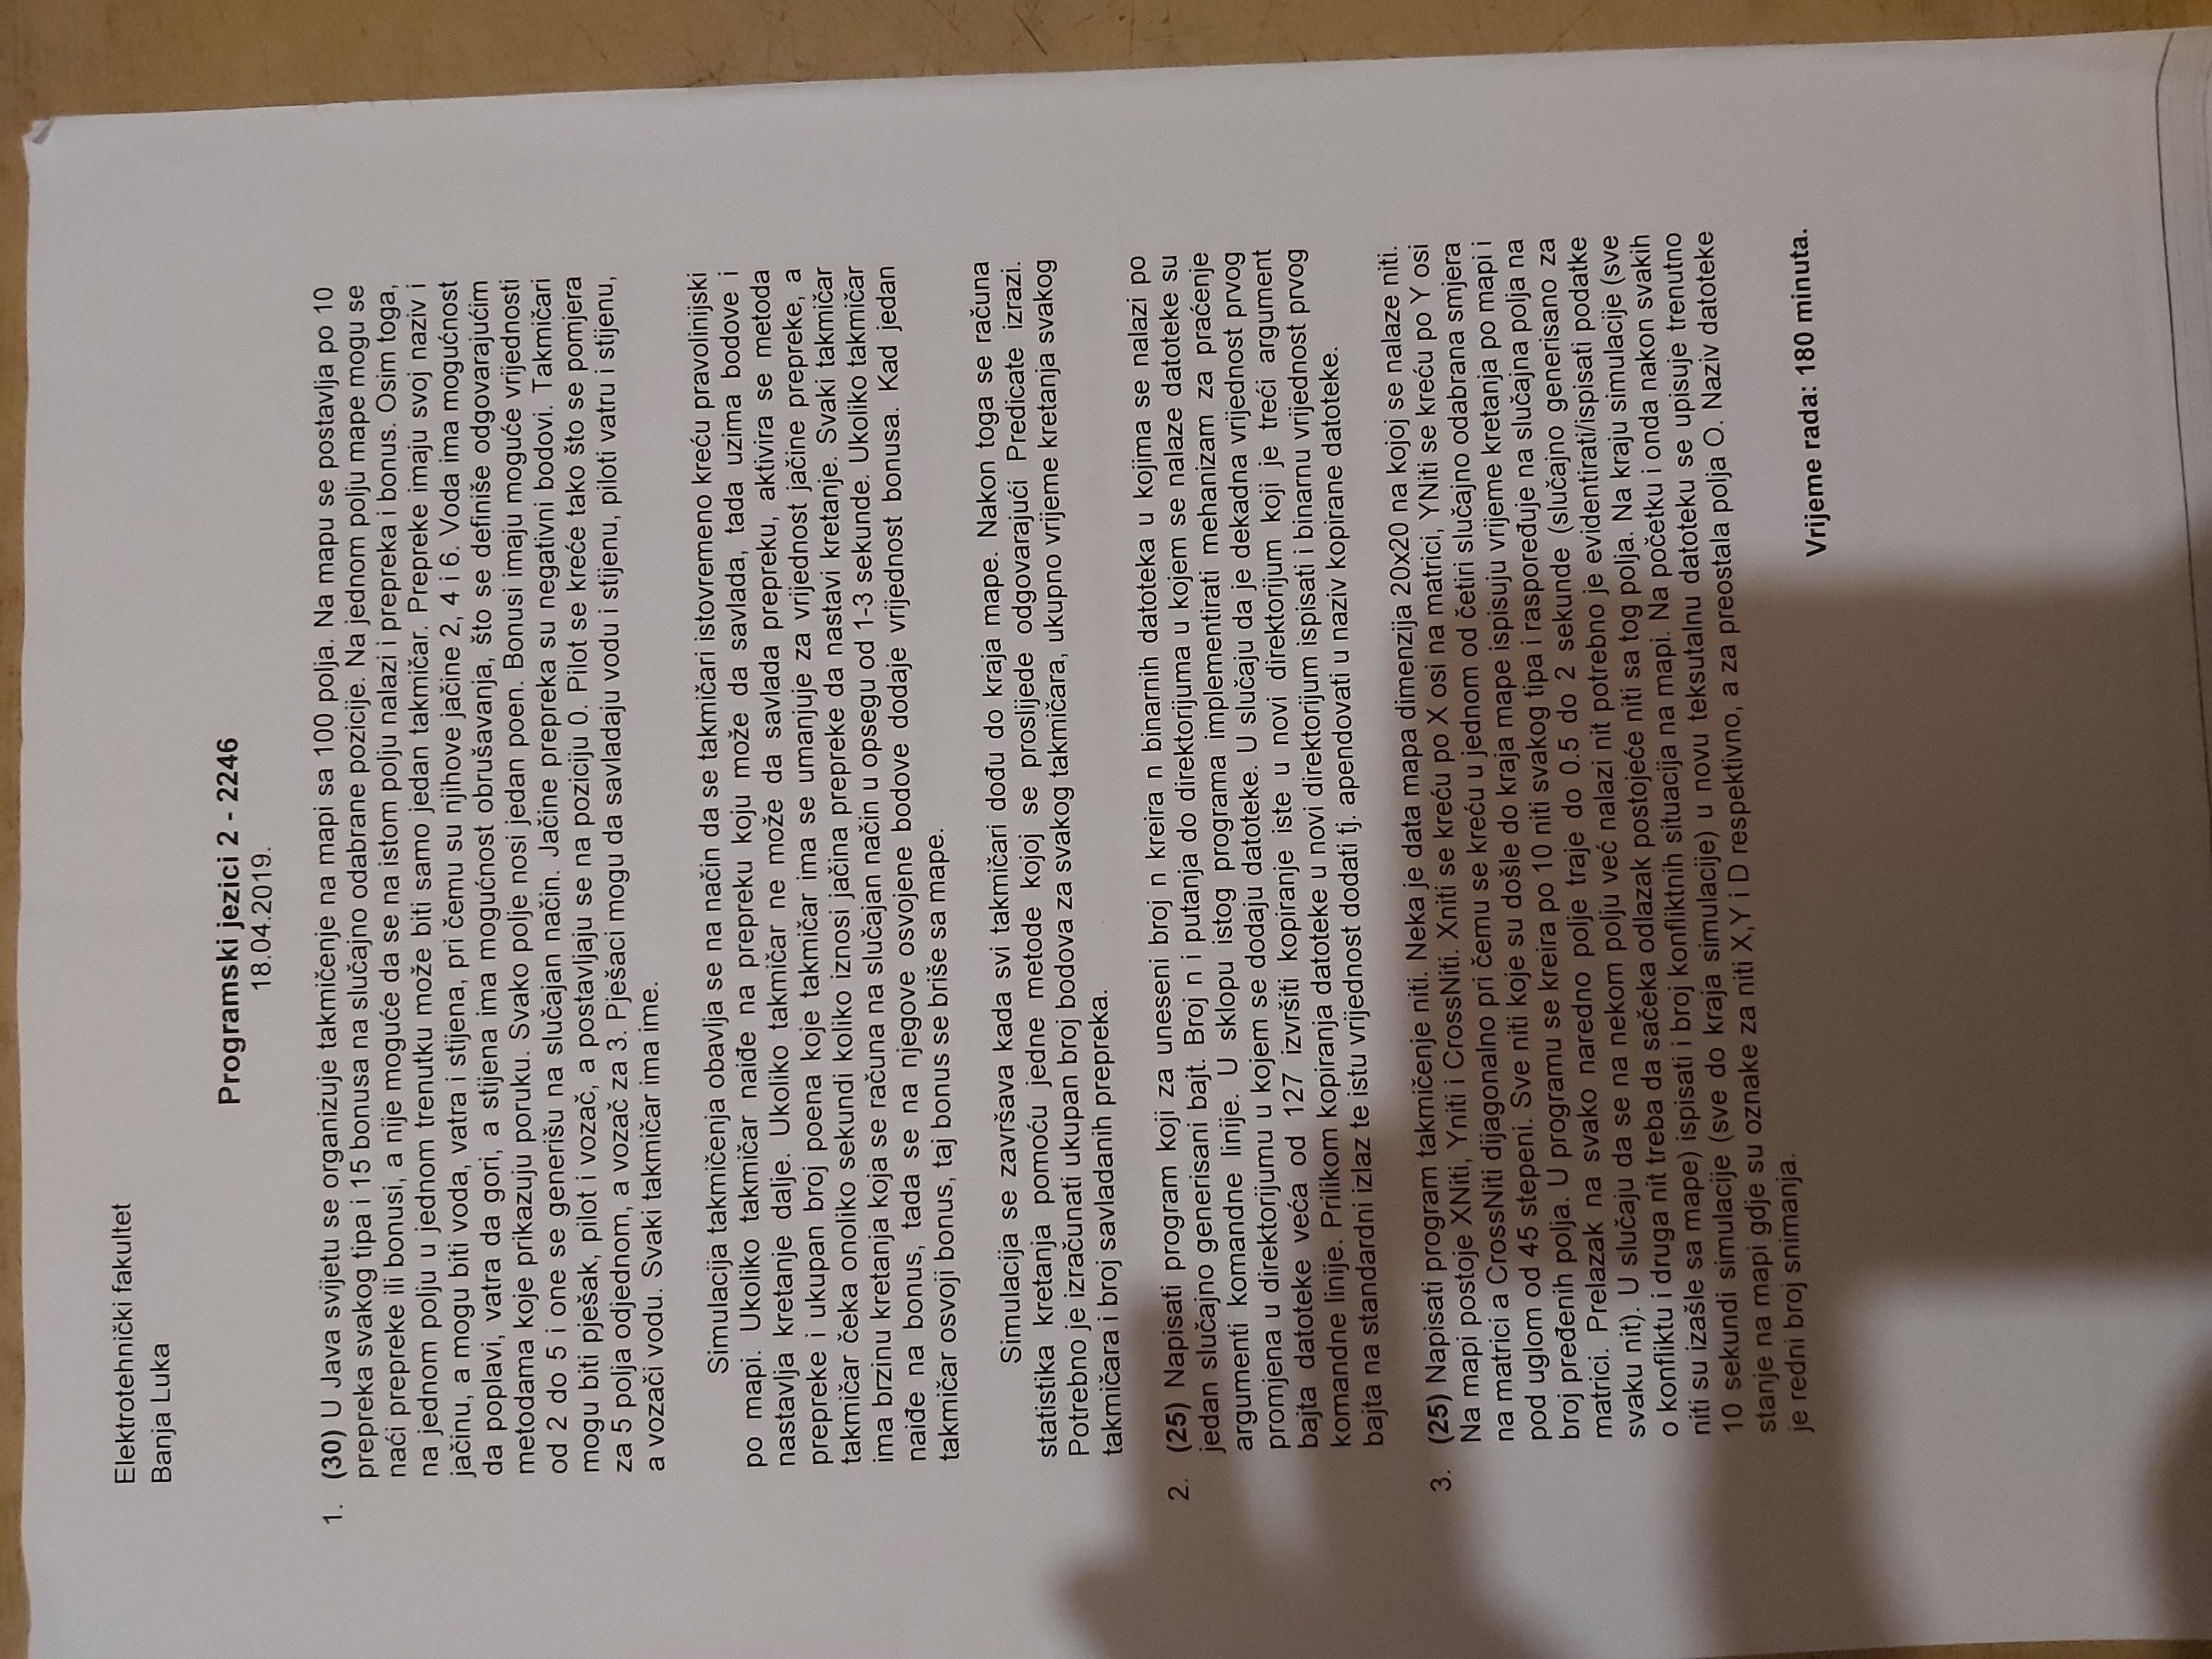 Elektrotehnički fakultet
Banja Luka
Programski jezici 2 - 2246
18.04.2019.
1. (30) U Java svijetu se organizuje takmičenje na mapi sa 100 polja. Na mapu se postavlja po 10
prepreka svakog tipa i 15 bonusa na slučajno odabrane pozicije. Na jednom polju mape mogu se
naći prepreke ili bonusi, a nije moguće da se na istom polju nalazi i prepreka i bonus. Osim toga,
na jednom polju u jednom trenutku može biti samo jedan takmičar. Prepreke imaju svoj naziv i
jačinu, a mogu biti voda, vatra i stijena, pri čemu su njihove jačine 2, 4 i 6. Voda ima mogućnost
da poplavi, vatra da gori, a stijena ima mogućnost obrušavanja, što se definiše odgovarajućim
metodama koje prikazuju poruku. Svako polje nosi jedan poen. Bonusi imaju moguće vrijednosti
od 2 do 5 i one se generišu na slučajan način. Jačine prepreka su negativni bodovi. Takmičari
mogu biti pješak, pilot i vozač, a postavljaju se na poziciju 0. Pilot se kreće tako što se pomjera
za 5 polja odjednom, a vozač za 3. Pješaci mogu da savladaju vodu i stijenu, piloti vatru i stijenu,
a vozači vodu. Svaki takmičar ima ime.
Simulacija takmičenja obavlja se na način da se takmičari istovremeno kreću pravolinijski
po mapi. Ukoliko takmičar naiđe na prepreku koju može da savlada, tada uzima bodove i
nastavlja kretanje dalje. Ukoliko takmičar ne može da savlada prepreku, aktivira se metoda
prepreke i ukupan broj poena koje takmičar ima se umanjuje za vrijednost jačine prepreke, a
takmičar čeka onoliko sekundi koliko iznosi jačina prepreke da nastavi kretanje. Svaki takmičar
ima brzinu kretanja koja se računa na slučajan način u opsegu od 1-3 sekunde. Ukoliko takmičar
naiđe na bonus, tada se na njegove osvojene bodove dodaje vrijednost bonusa. Kad jedan
takmičar osvoji bonus, taj bonus se briše sa mape.
Simulacija se završava kada svi takmičari dođu do kraja mape. Nakon toga se računa
statistika kretanja pomoću jedne metode kojoj se proslijede odgovarajući Predicate izrazi.
Potrebno je izračunati ukupan broj bodova za svakog takmičara, ukupno vrijeme kretanja svakog
takmičara i broj savladanih prepreka.
2. (25) Napisati program koji za uneseni broj n kreira n binarnih datoteka u kojima se nalazi po
jedan slučajno generisani bajt. Broj n i putanja do direktorijuma u kojem se nalaze datoteke su
argumenti komandne linije. U sklopu istog programa implementirati mehanizam za praćenje
promjena u direktorijumu u kojem se dodaju datoteke. U slučaju da je dekadna vrijednost prvog
bajta datoteke veća od 127 izvršiti kopiranje iste u novi direktorijum koji je treći argument
komandne linije. Prilikom kopiranja datoteke u novi direktorijum ispisati i binarnu vrijednost prvog
bajta na standardni izlaz te istu vrijednost dodati tj. apendovati u naziv kopirane datoteke.
3. (25) Napisati program takmičenje niti. Neka je data mapa dimenzija 20x20 na kojoj se nalaze niti.
Na mapi postoje XNiti, Yniti i CrossNiti. Xniti se kreću po X osi na matrici, YNiti se kreću po Y osi
na matrici a CrossNiti dijagonalno pri čemu se kreću u jednom od četiri slučajno odabrana smjera
pod uglom od 45 stepeni. Sve niti koje su došle do kraja mape ispisuju vrijeme kretanja po mapi i
broj pređenih polja. U programu se kreira po 10 niti svakog tipa i raspoređuje na slučajna polja na
matrici. Prelazak na svako naredno polje traje do 0.5 do 2 sekunde (slučajno generisano za
svaku nit). U slučaju da se na nekom polju već nalazi nit potrebno je evidentirati/ispisati podatke
o konfliktu i druga nit treba da sačeka odlazak postojeće niti sa tog polja. Na kraju simulacije (sve
niti su izašle sa mape) ispisati i broj konfliktnih situacija na mapi. Na početku i onda nakon svakih
10 sekundi simulacije (sve do kraja simulacije) u novu teksutalnu datoteku se upisuje trenutno
stanje na mapi gdje su oznake za niti X,Y i D respektivno, a za preostala polja O. Naziv datoteke
je redni broj snimanja.
Vrijeme rada: 180 minuta.